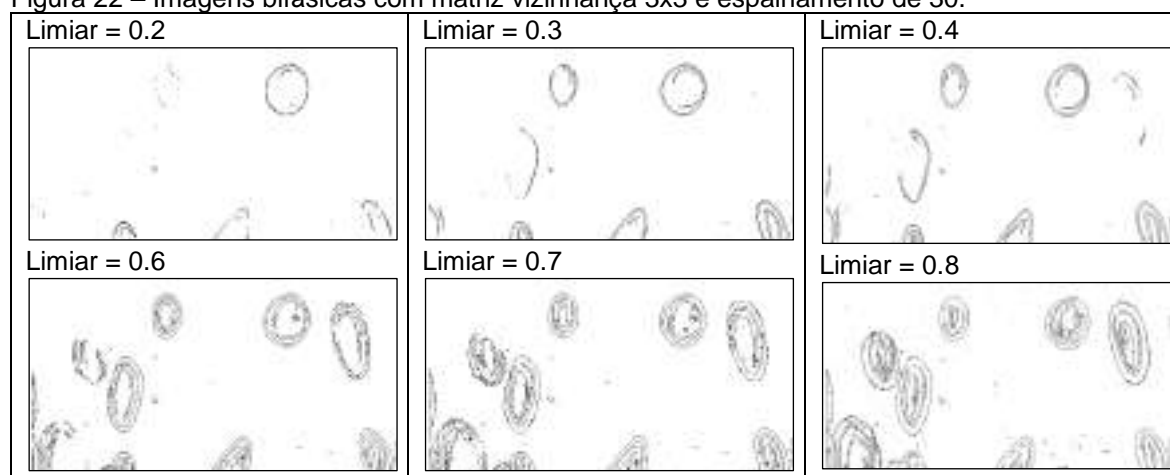 Figura 22 – Imagens bifásicas com matriz vizinhança 3x3 e espalhamento de 30.
Limiar = 0.2
Limiar = 0.3
Limiar = 0.4
Limiar = 0.6
Limiar = 0.7
Limiar = 0.8